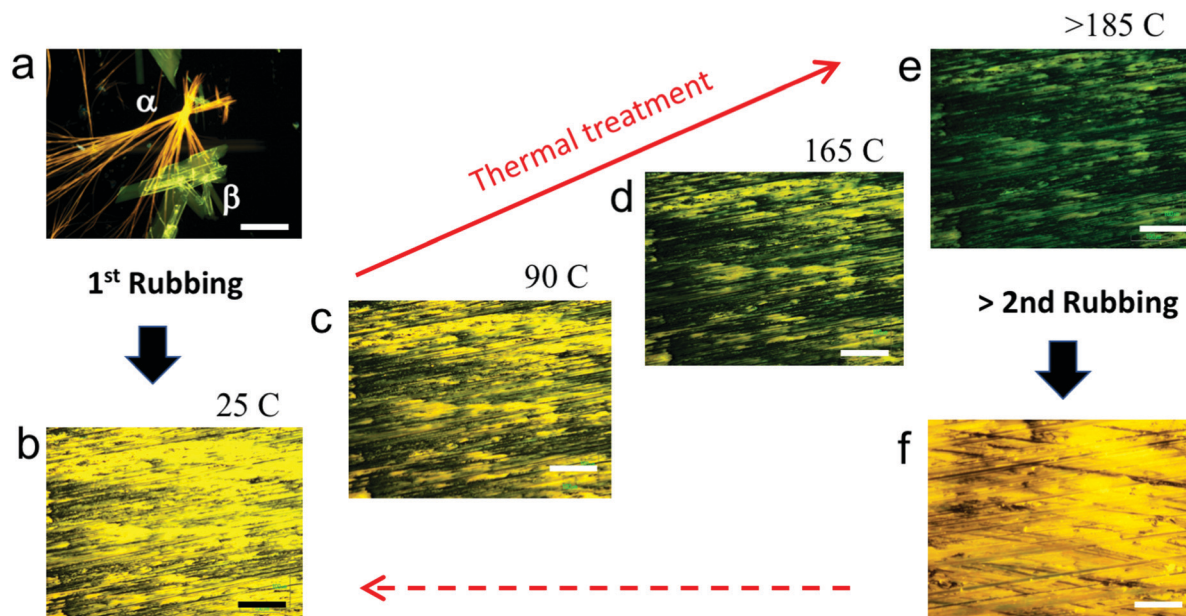 a
α
β
1st Rubbing
25 C
b
Thermal treatment
90 C
c
165 C
d
>185 C
e
> 2nd Rubbing
f